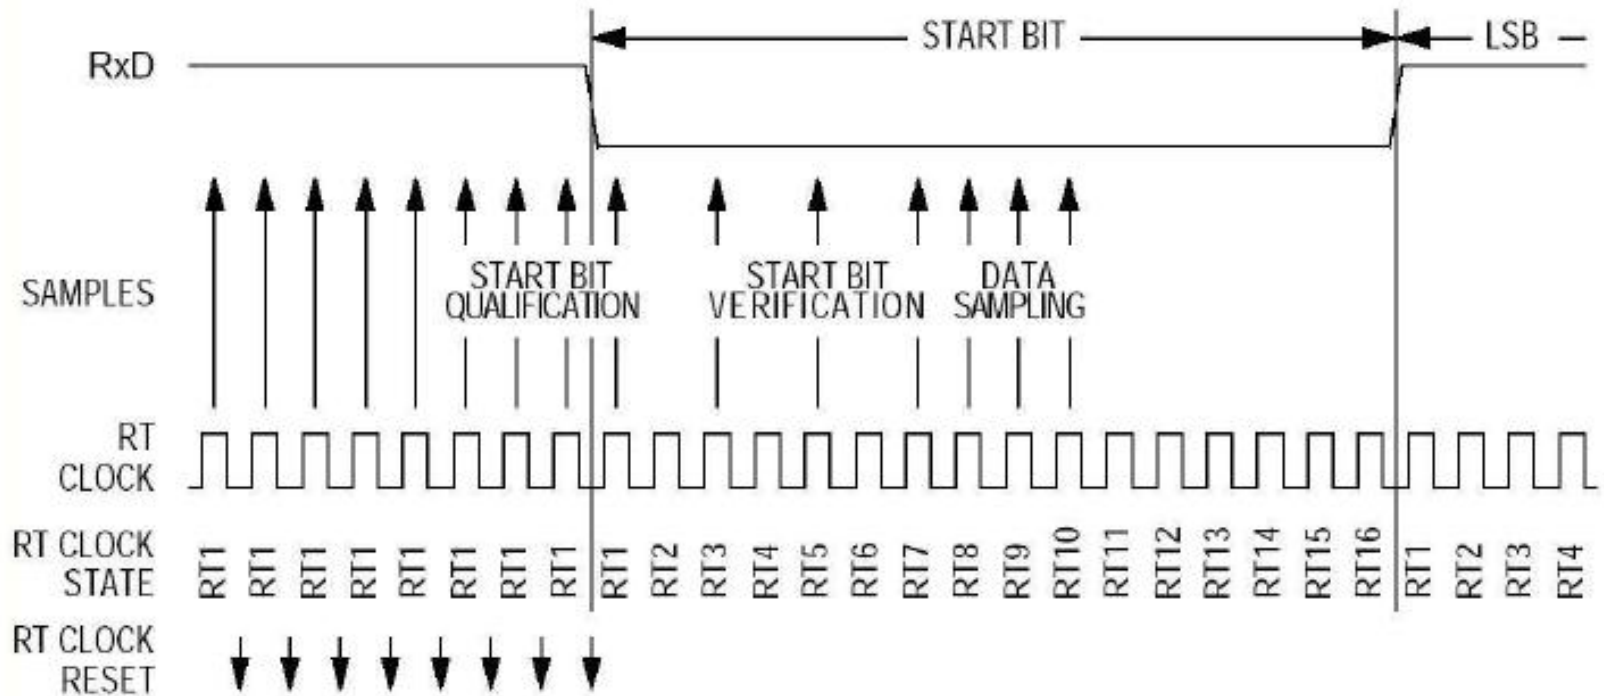 START BIT
LSB
RxD
SAMPLES
START BIT
QUALIFICATION
START BIT
VERIFICATION
DATA
SAMPLING
RT
CLOCK
RT CLOCK
STATE
RT1 RT1 RT1 RT1 RT1 RT1 RT1 RT1 RT1 RT2 RT3 RT4 RT5 RT6 RT7 RT8 RT9 RT10 RT11 RT12 RT13 RT14 RT15 RT16 RT1 RT2 RT3 RT4
RT CLOCK
RESET